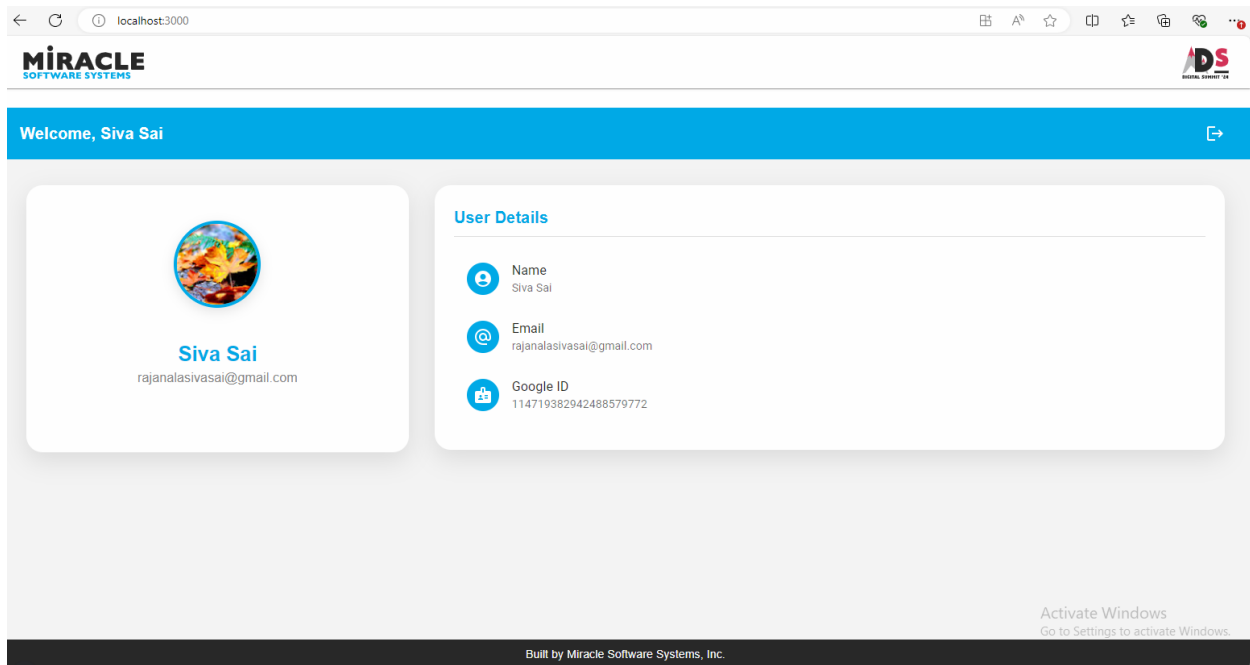 localhost:3000
MİRACLE
SOFTWARE SYSTEMS
ADS
DIGITAL SUMMIT '24
Welcome, Siva Sai
User Details
Name
Siva Sai
Email
rajanalasivasai@gmail.com
Google ID
114719382942488579772
Siva Sai
rajanalasivasai@gmail.com
Activate Windows
Go to Settings to activate Windows.
Built by Miracle Software Systems, Inc.